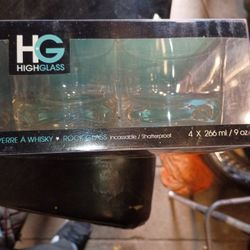 HG
HIGHGLASS
VERRE À WHISKY ♥ ROCK GLASS Incassable / Shatterproof 4 X 266 ml / 9 oz